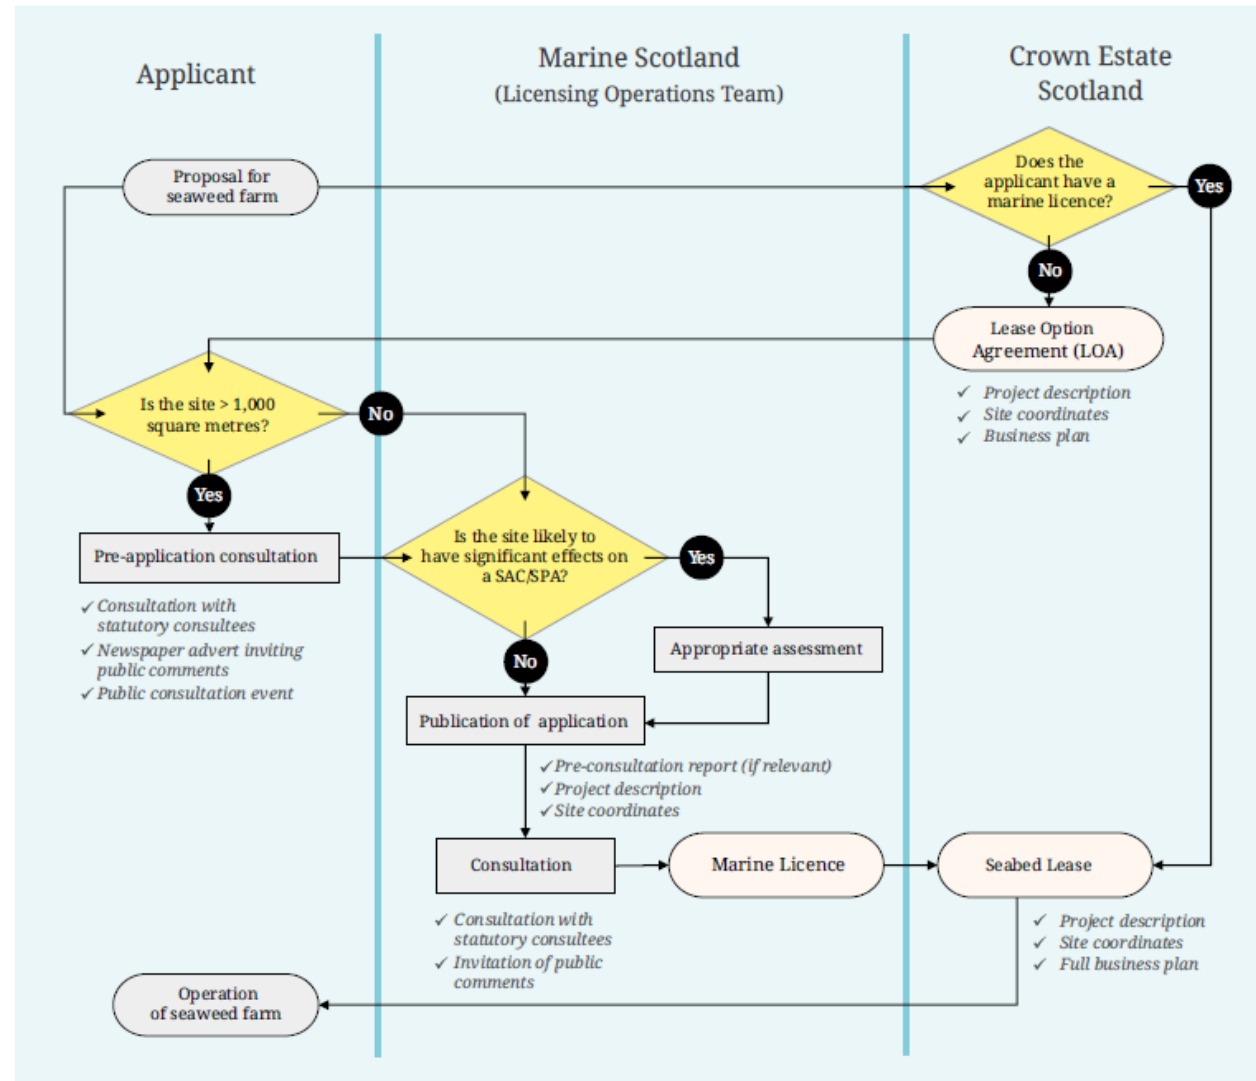 Applicant
Marine Scotland
(Licensing Operations Team)
Crown Estate
Scotland
Proposal for
seaweed farm
Does the
applicant have a
marine licence?
Yes
No
Lease Option
Agreement (LOA)
✓ Project description
✓ Site coordinates
✓ Business plan
Is the site > 1,000
square metres?
No
Yes
Pre-application consultation
✓ Consultation with
statutory consultees
✓ Newspaper advert inviting
public comments
✓ Public consultation event
Is the site likely to
have significant effects on
a SAC/SPA?
Yes
No
Appropriate assessment
Publication of application
✓ Pre-consultation report (if relevant)
✓ Project description
✓ Site coordinates
Consultation
✓ Consultation with
statutory consultees
✓ Invitation of public
comments
Marine Licence
Seabed Lease
✓ Project description
✓ Site coordinates
✓ Full business plan
Operation
of seaweed farm